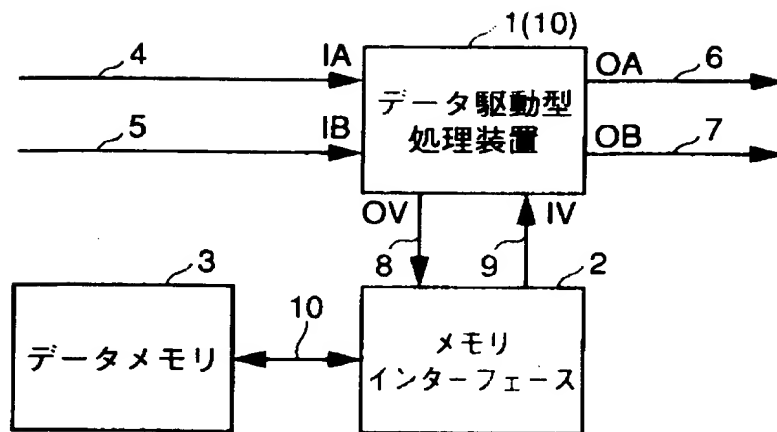 1(10)
4 IA
OA 6
データ駆動型
処理装置
5 IB
OB 7
OV IV
8 9 2
3
データメモリ
10
メモリ
インターフェース